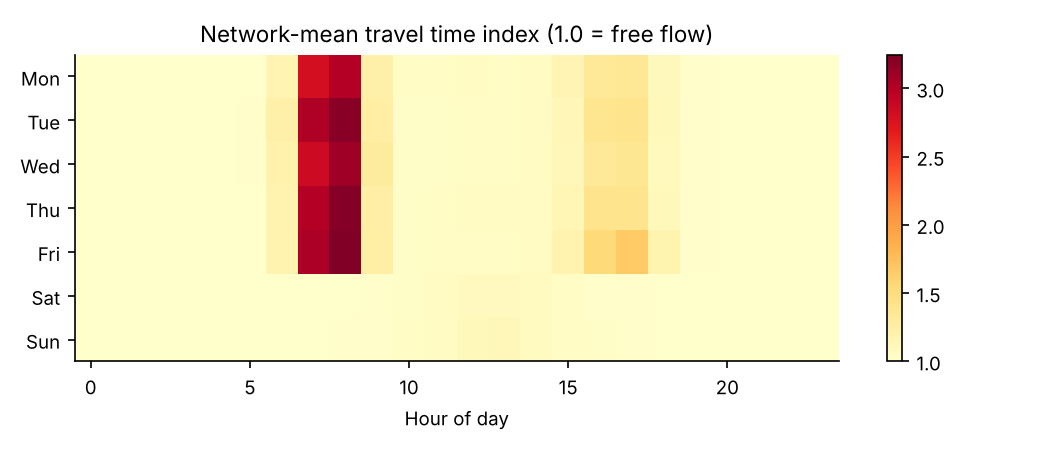 Network-mean travel time index (1.0 = free flow)
Mon
Tue
Wed
Thu
Fri
Sat
Sun
0 5 10 15 20
Hour of day
3.0
2.5
2.0
1.5
1.0